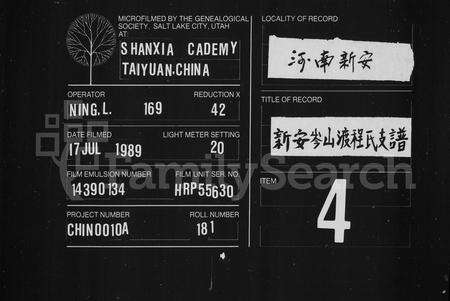 MICROFILMED BY THE GENEALOGICAL
SOCIETY, SALT LAKE CITY, UTAH
AT:
SHANXIA CADEMY
TAIYUAN.CHINA
OPERATOR REDUCTION X
NING.L. 169 42
DATE FILMED LIGHT METER SETTING
17 JUL 1989 20
FILM EMULSION NUMBER FILM UNIT SER. NO.
14390134 HRP55630
PROJECT NUMBER ROLL NUMBER
CHIN0010A 181
LOCALITY OF RECORD
河南新安
TITLE OF RECORD
新安岑山渡程氏支譜
ITEM
4
FamilySearch